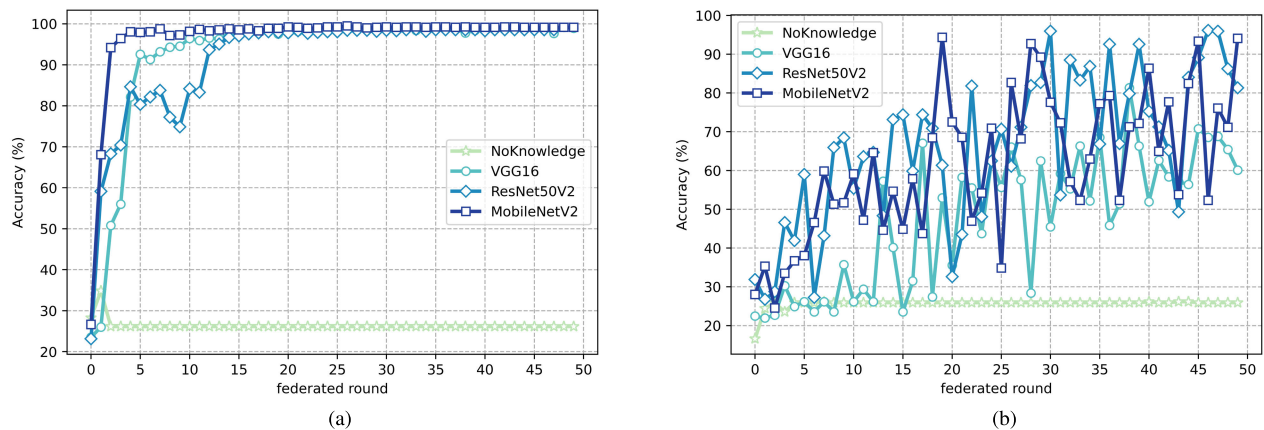 100
90
80
70
60
50
40
30
20
Accuracy (%)
NoKnowledge
VGG16
ResNet50V2
MobileNetV2
0 5 10 15 20 25 30 35 40 45 50
federated round
(a)
100
90
80
70
60
50
40
30
20
Accuracy (%)
NoKnowledge
VGG16
ResNet50V2
MobileNetV2
0 5 10 15 20 25 30 35 40 45 50
federated round
(b)